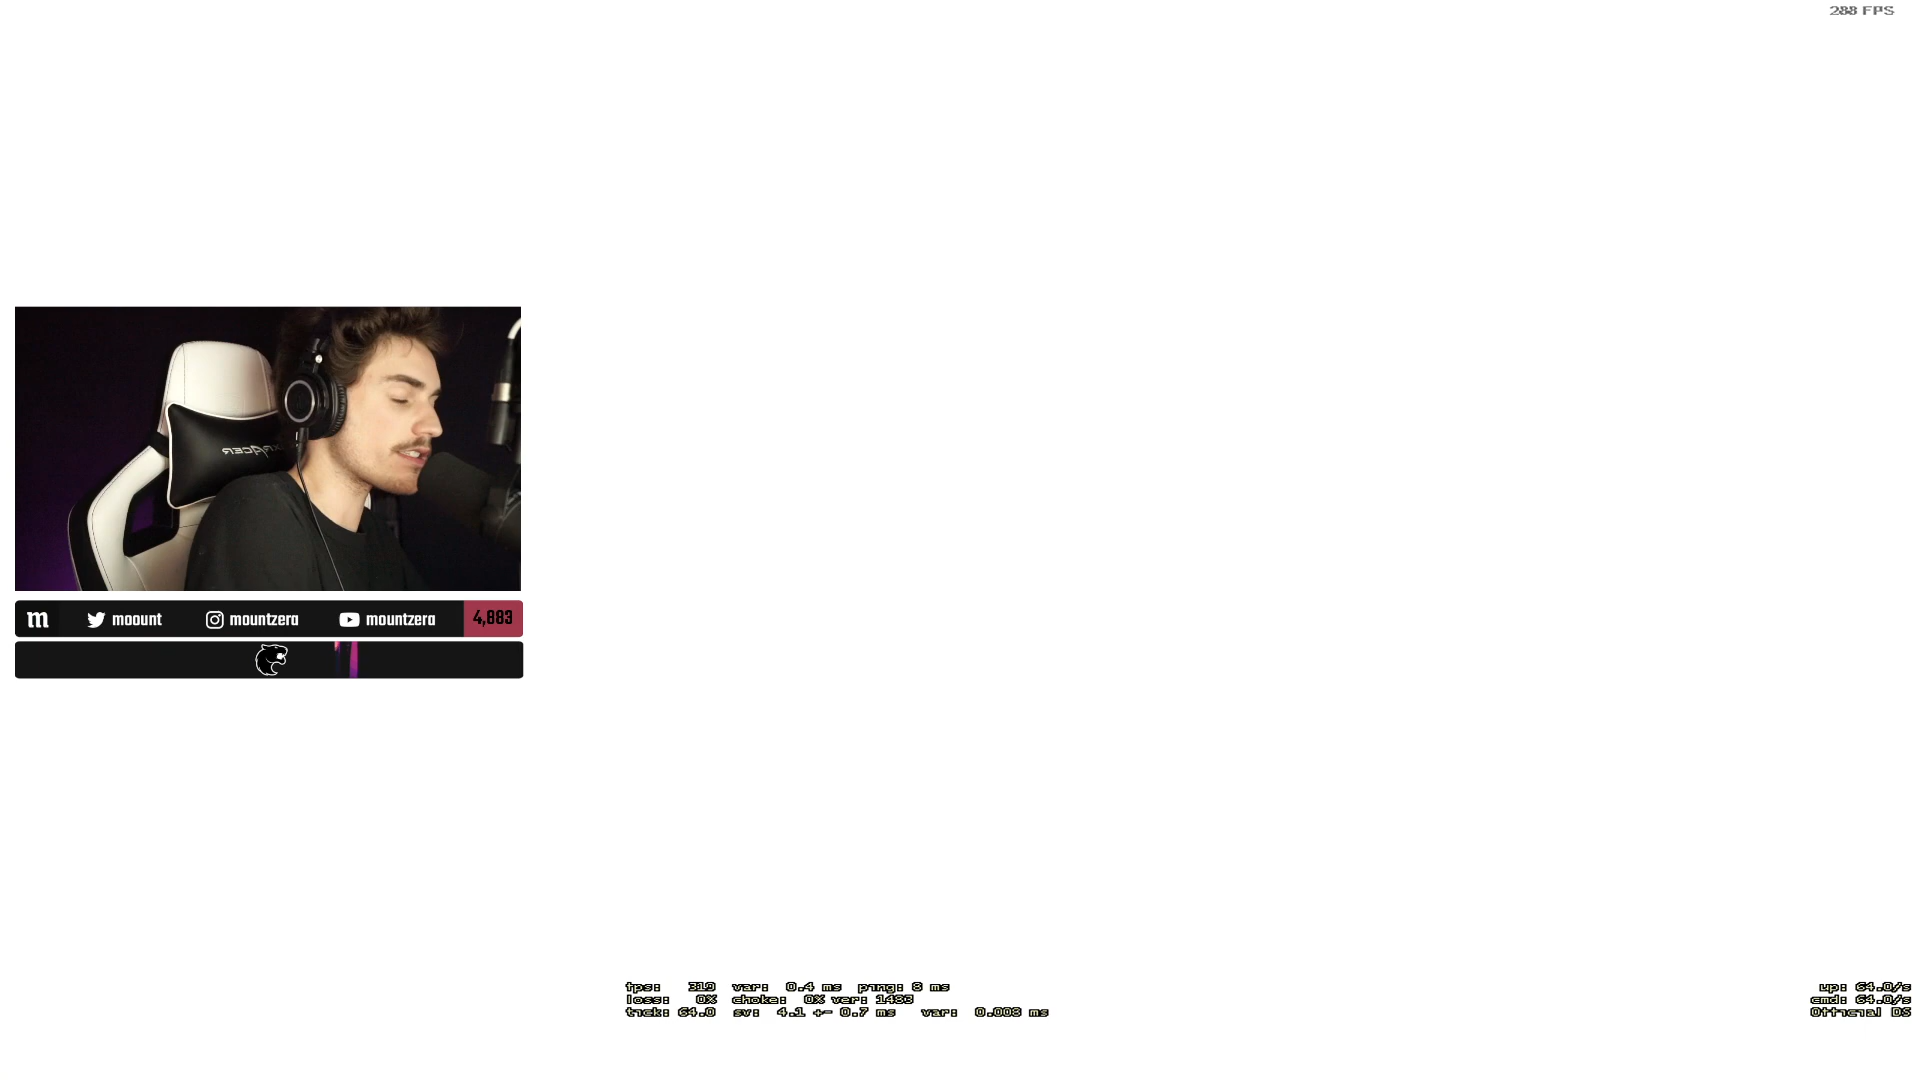 288 FPS
m moount mountzera mountzera 4,883
fps: 319 var: 0.4 ms ping: 8 ms
loss: 0% choke: 0% ver: 1483
tick: 64.0 sv: 4.1 +- 0.7 ms var: 0.008 ms
up: 64.0/s
cmd: 64.0/s
Official DS